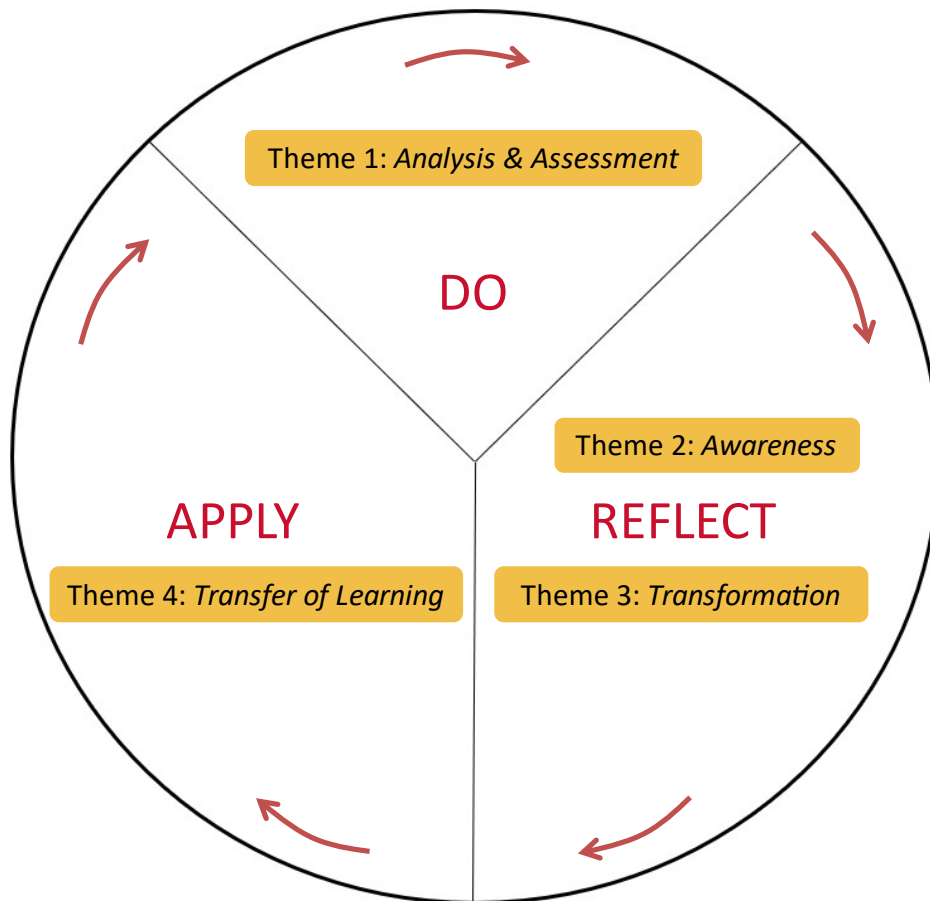 Theme 1: Analysis & Assessment
DO
Theme 2: Awareness
REFLECT
Theme 3: Transformation
APPLY
Theme 4: Transfer of Learning